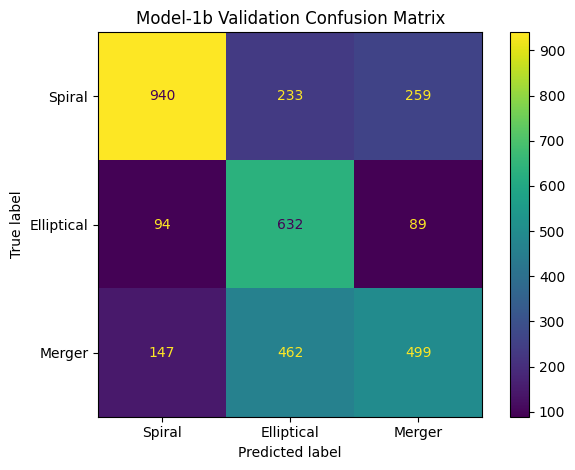 Model-1b Validation Confusion Matrix
True label
Spiral
940 233 259
Elliptical
94 632 89
Merger
147 462 499
Spiral Elliptical Merger
Predicted label
900
800
700
600
500
400
300
200
100